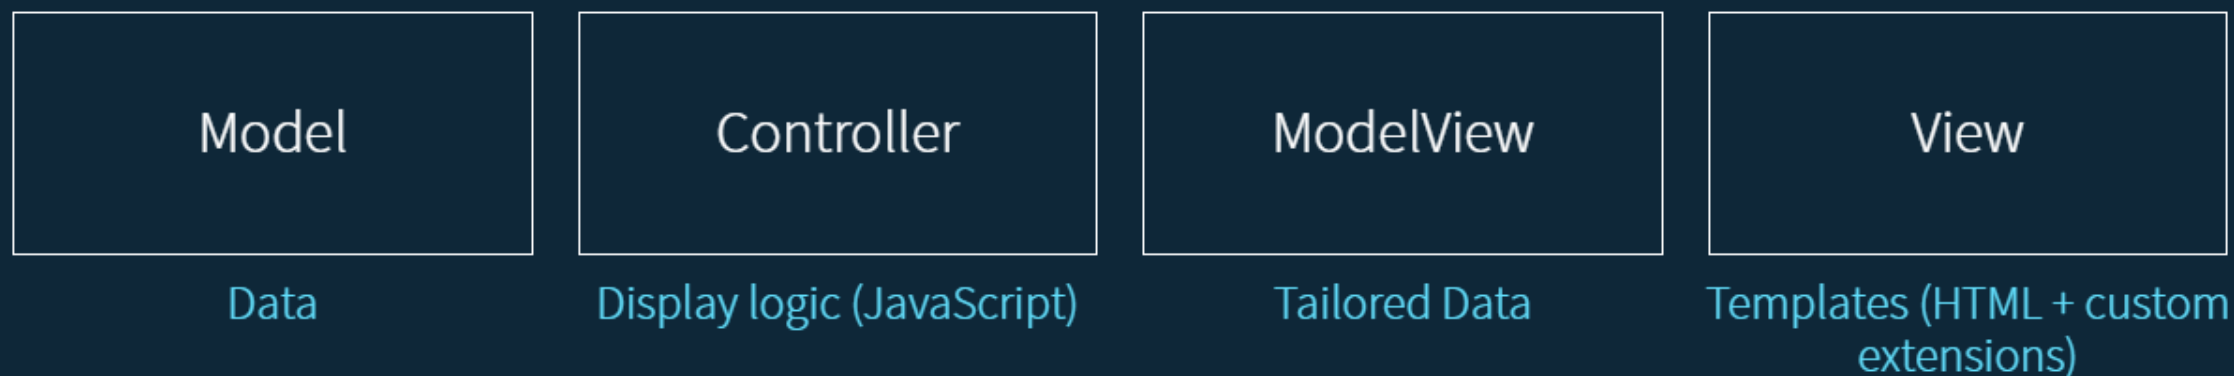 Model
Controller
ModelView
View
Data
Display logic (JavaScript)
Tailored Data
Templates (HTML + custom
extensions)